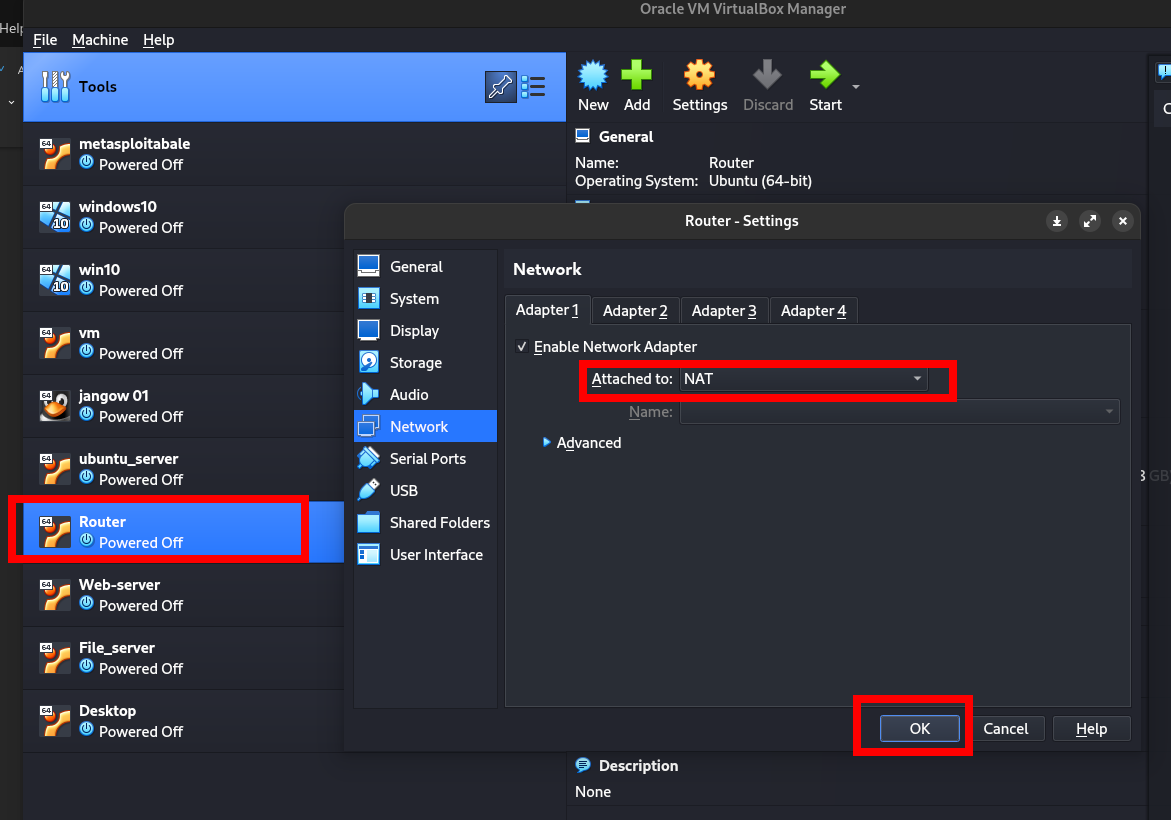 Oracle VM VirtualBox Manager
Help
File Machine Help
Tools
New Add Settings Discard Start
metasploitabale
Powered Off
windows10
Powered Off
win10
Powered Off
vm
Powered Off
jangow 01
Powered Off
ubuntu_server
Powered Off
Router
Powered Off
Web-server
Powered Off
File_server
Powered Off
Desktop
Powered Off
General
Name: Router
Operating System: Ubuntu (64-bit)
Router - Settings
General
System
Display
Storage
Audio
Network
Serial Ports
USB
Shared Folders
User Interface
Network
Adapter 1 Adapter 2 Adapter 3 Adapter 4
Enable Network Adapter
Attached to: NAT
Name:
Advanced
OK Cancel Help
Description
None